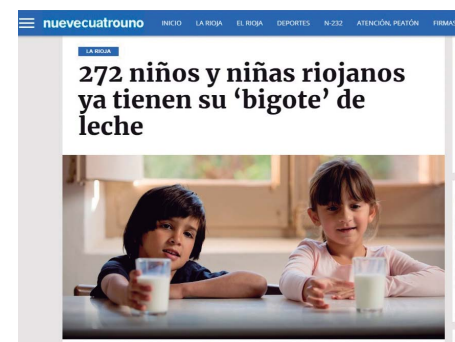 nuevecuatrouno INICIO LA RIOJA EL RIOJA DEPORTES N-232 ATENCIÓN, PEATÓN FIRMAS
LA RIOJA
272 niños y niñas riojanos
ya tienen su ‘bigote’ de
leche